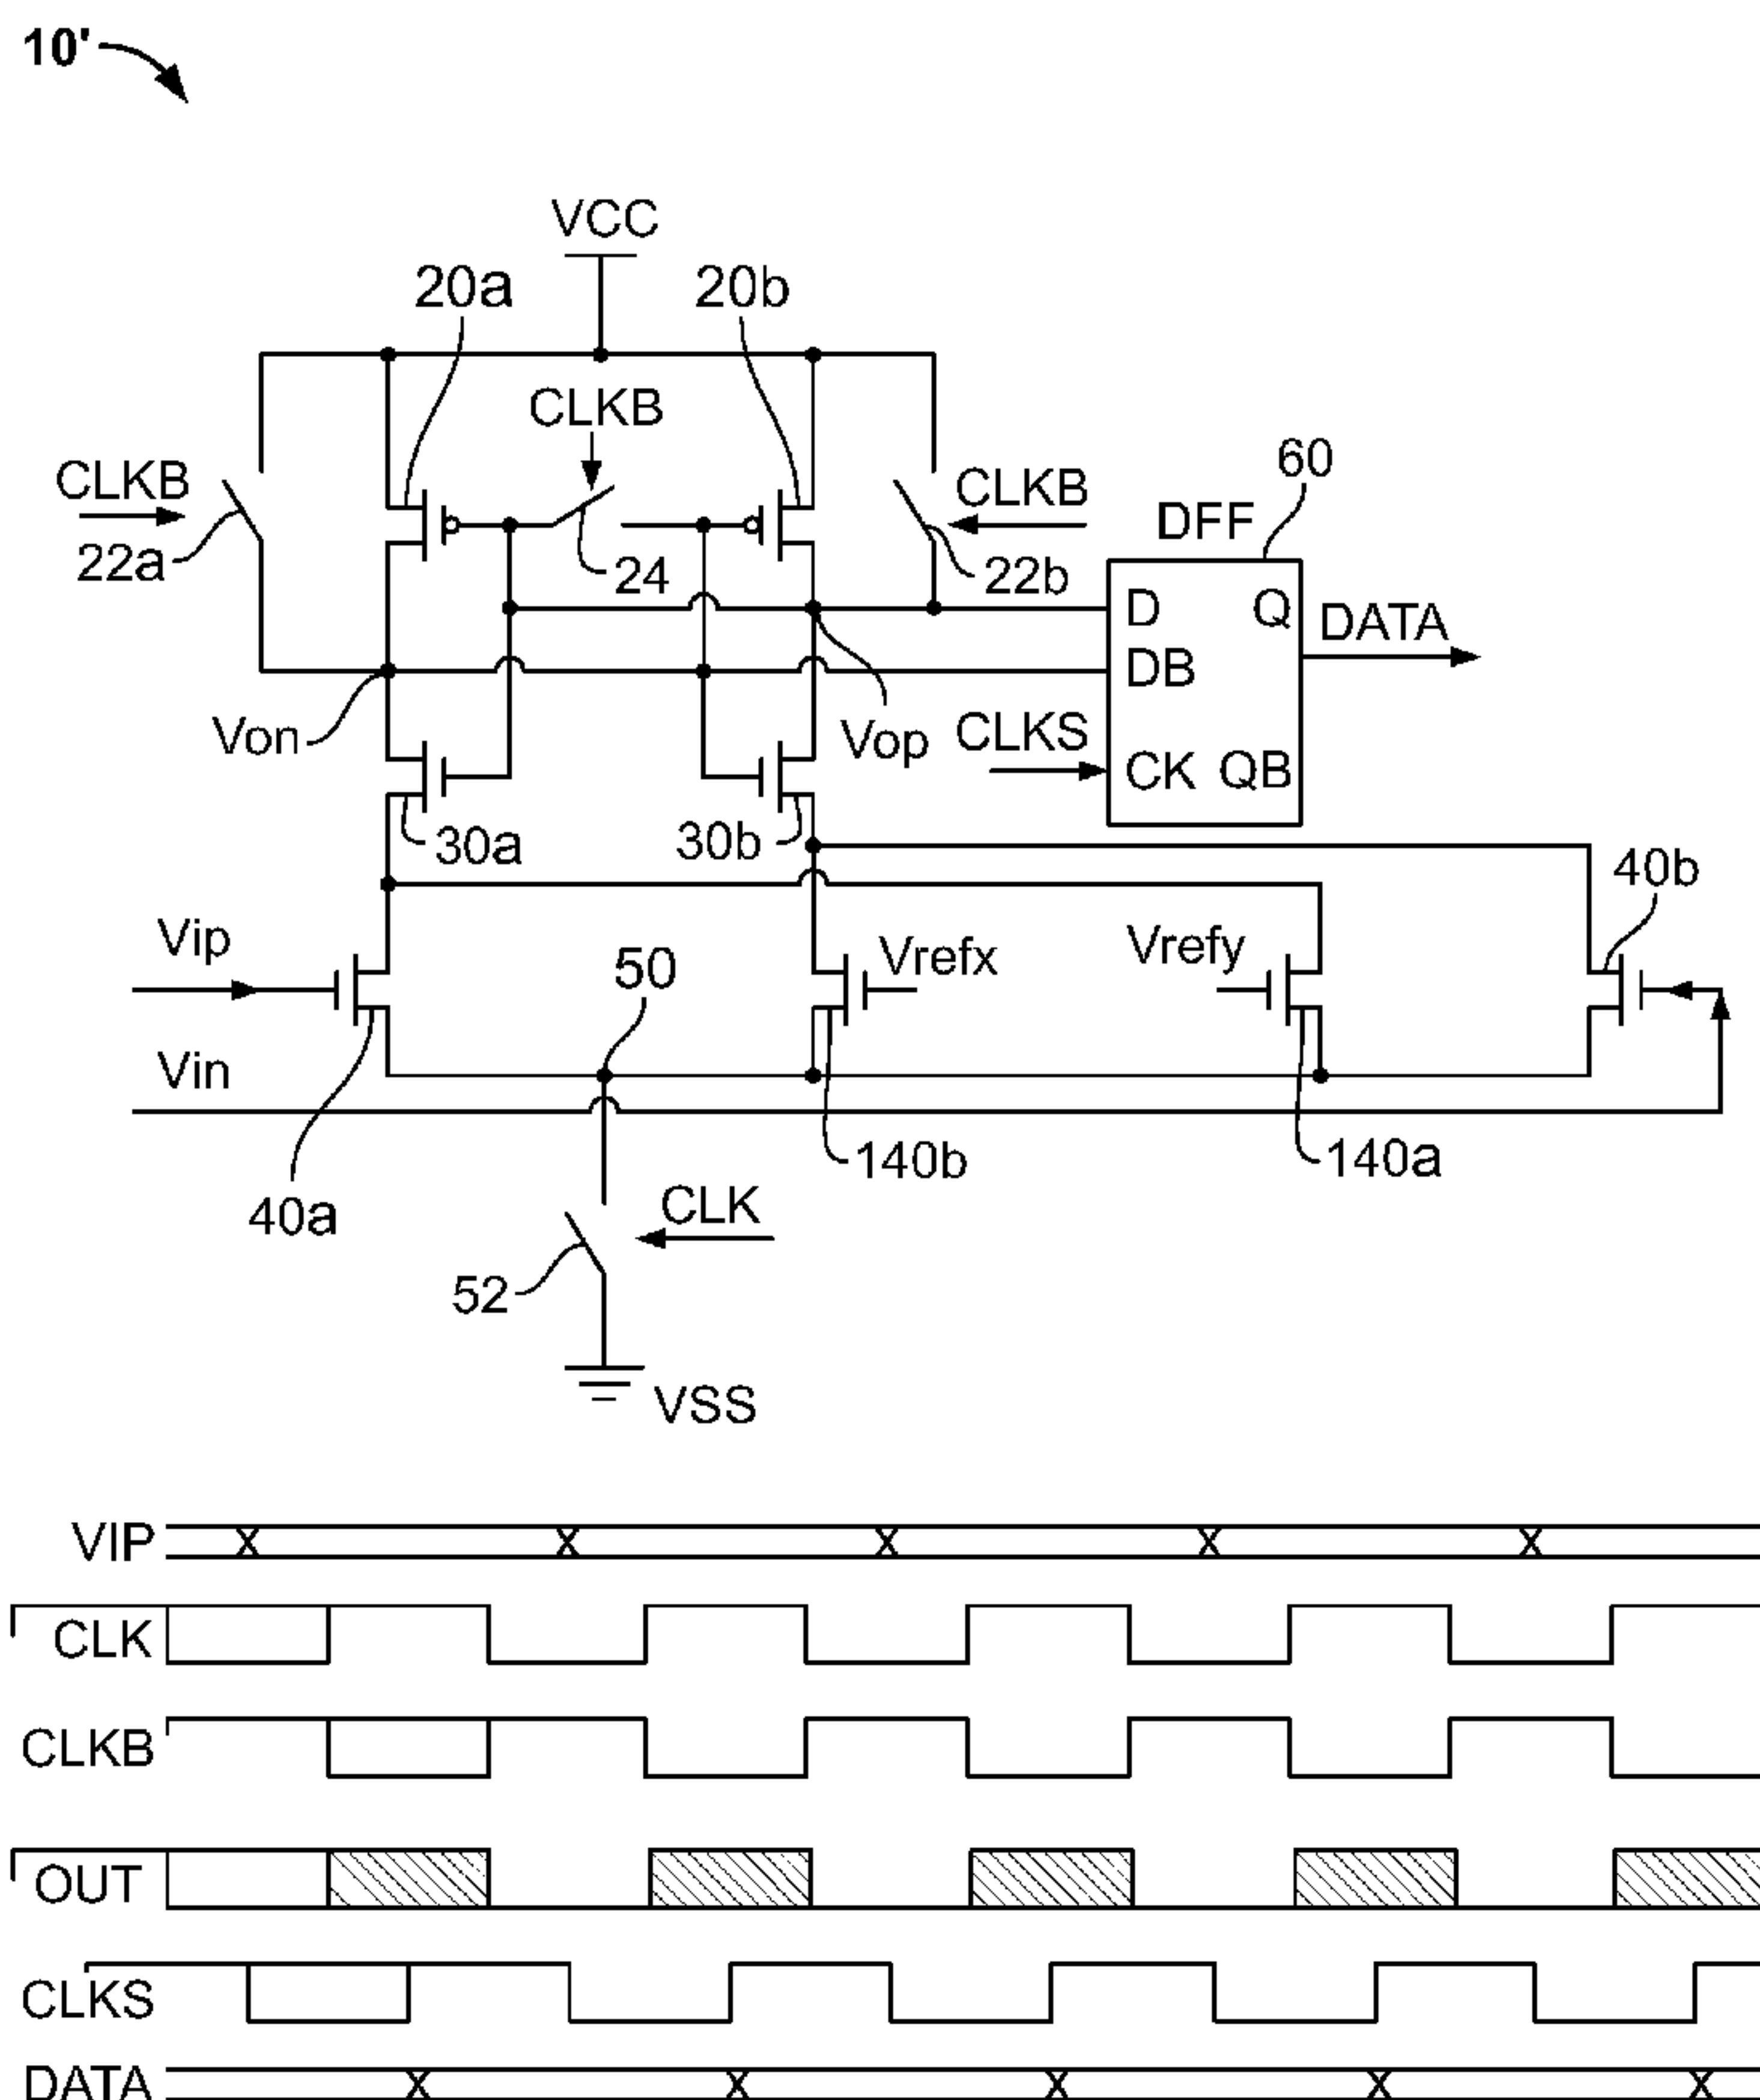 10'
VCC
20a
20b
CLKB
CLKB
CLKB
60
DFF
22a
24
22b
D
Q
DATA
DB
Von
Vop
CLKS
CK
QB
30a
30b
40b
Vip
50
Vrefx
Vrefy
Vin
140b
140a
40a
CLK
52
VSS
VIP
CLK
CLKB
OUT
CLKS
DATA